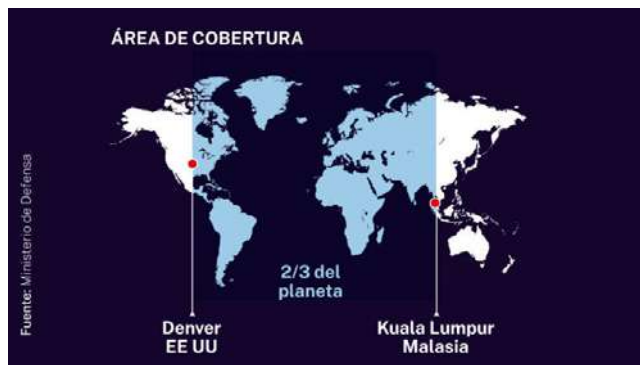 ÁREA DE COBERTURA
Fuente: Ministerio de Defensa
2/3 del
planeta
Denver
EE UU
Kuala Lumpur
Malasia